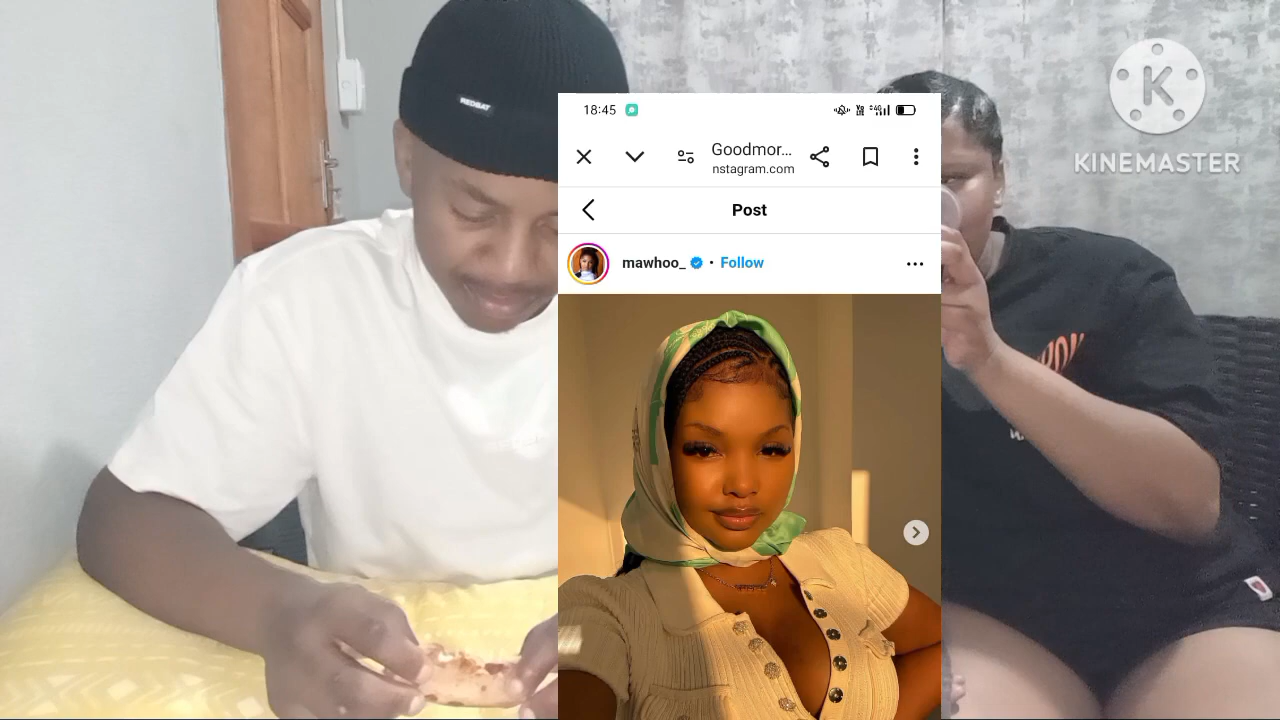 REDBAT
18:45
Goodmor...
nstagram.com
Post
mawhoo_ • Follow
KINEMASTER